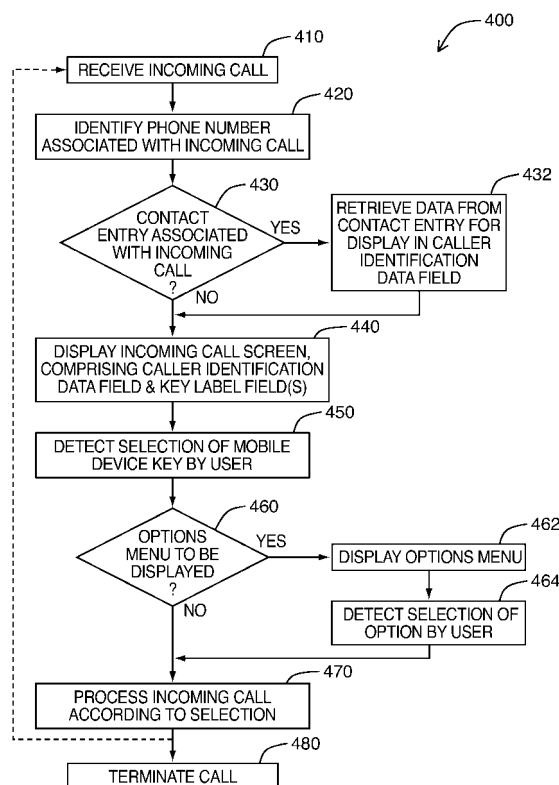 400
410
RECEIVE INCOMING CALL
420
IDENTIFY PHONE NUMBER
ASSOCIATED WITH INCOMING CALL
430
CONTACT
ENTRY ASSOCIATED
WITH INCOMING
CALL
?
YES
NO
432
RETRIEVE DATA FROM
CONTACT ENTRY FOR
DISPLAY IN CALLER
IDENTIFICATION
DATA FIELD
440
DISPLAY INCOMING CALL SCREEN,
COMPRISING CALLER IDENTIFICATION
DATA FIELD & KEY LABEL FIELD(S)
450
DETECT SELECTION OF MOBILE
DEVICE KEY BY USER
460
OPTIONS
MENU TO BE
DISPLAYED
?
YES
NO
462
DISPLAY OPTIONS MENU
464
DETECT SELECTION OF
OPTION BY USER
470
PROCESS INCOMING CALL
ACCORDING TO SELECTION
480
TERMINATE CALL